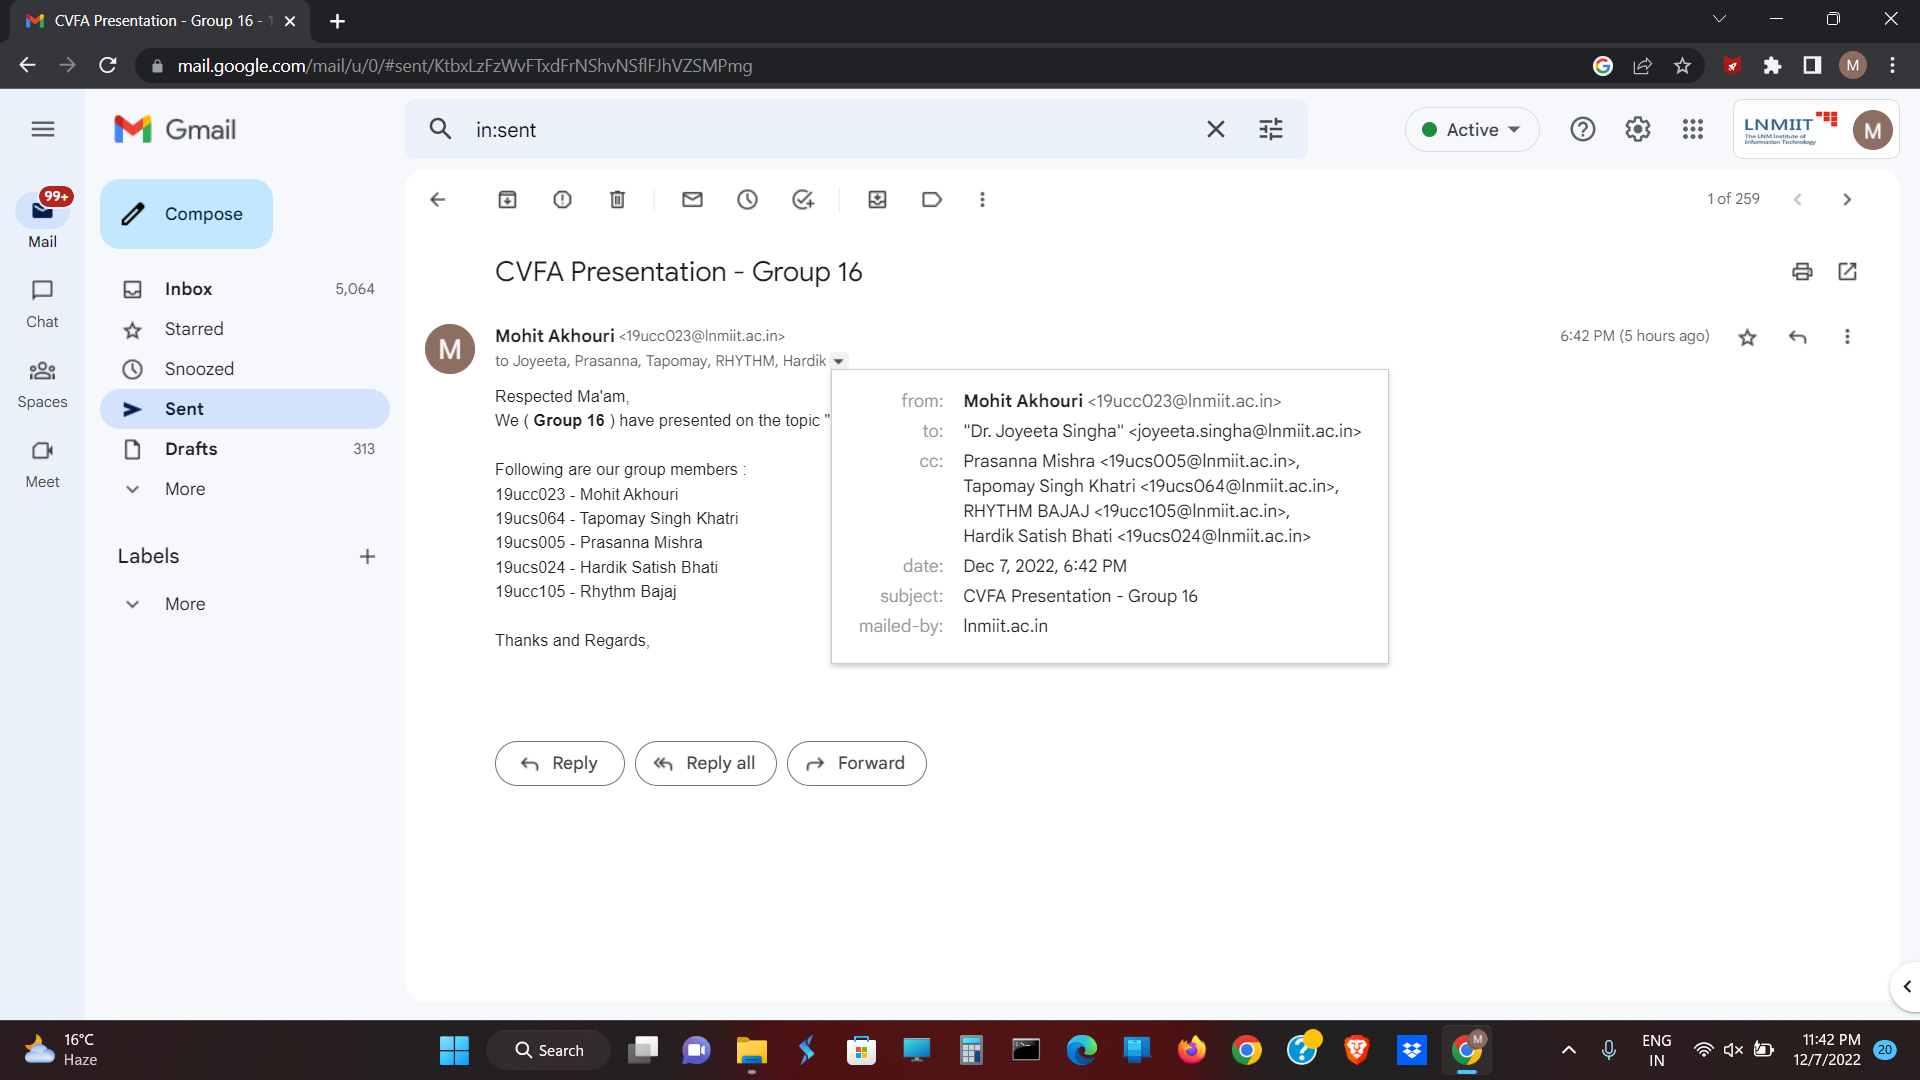 CVFA Presentation - Group 16 - 1
mail.google.com/mail/u/0/#sent/KtbxLzFzWvFTxdFrNShvNSflFJhVZSMPmg
M
Gmail
in:sent
Active
LNMIIT
The LNM Institute of
Information Technology
M
99+
Mail
Chat
Spaces
Meet
Compose
Inbox 5,064
Starred
Snoozed
Sent
Drafts 313
More
Labels
More
1 of 259
CVFA Presentation - Group 16
M
Mohit Akhouri <19ucc023@lnmiit.ac.in>
6:42 PM (5 hours ago)
to Joyeeta, Prasanna, Tapomay, RHYTHM, Hardik
Respected Ma'am,
We ( Group 16 ) have presented on the topic "
Following are our group members :
19ucc023 - Mohit Akhouri
19ucs064 - Tapomay Singh Khatri
19ucs005 - Prasanna Mishra
19ucs024 - Hardik Satish Bhati
19ucc105 - Rhythm Bajaj
Thanks and Regards,
from: Mohit Akhouri <19ucc023@lnmiit.ac.in>
to: "Dr. Joyeeta Singha" <joyeeta.singha@lnmiit.ac.in>
cc: Prasanna Mishra <19ucs005@lnmiit.ac.in>,
Tapomay Singh Khatri <19ucs064@lnmiit.ac.in>,
RHYTHM BAJAJ <19ucc105@lnmiit.ac.in>,
Hardik Satish Bhati <19ucs024@lnmiit.ac.in>
date: Dec 7, 2022, 6:42 PM
subject: CVFA Presentation - Group 16
mailed-by: lnmiit.ac.in
Reply
Reply all
Forward
16°C
Haze
Search
M
ENG
IN
11:42 PM
12/7/2022
20